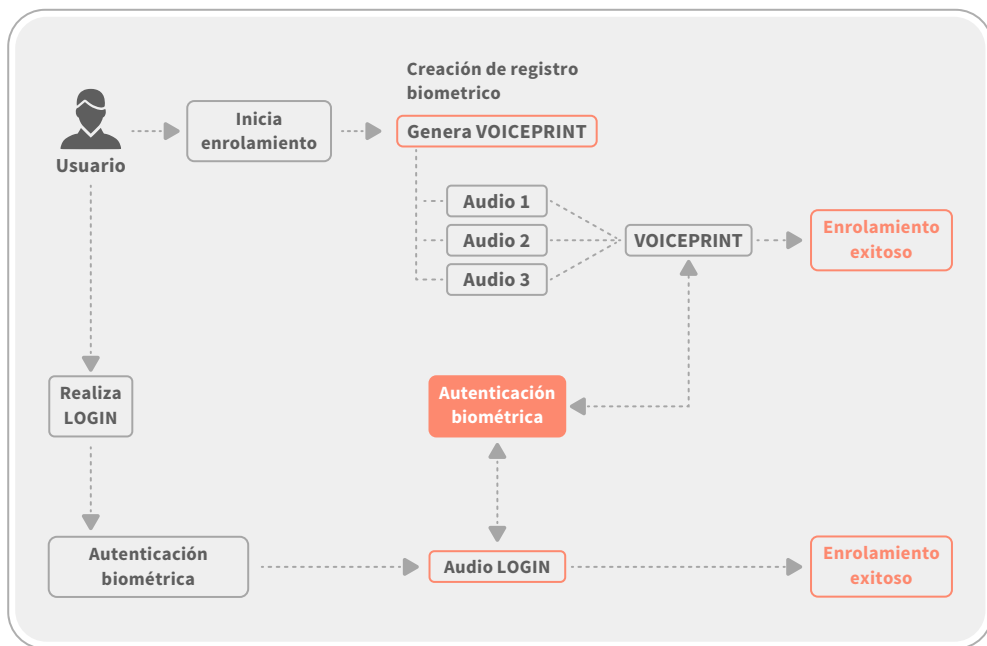 Creación de registro
biometrico
Usuario
Inicia
enrolamiento
Genera VOICEPRINT
Audio 1
Audio 2
Audio 3
VOICEPRINT
Enrolamiento
exitoso
Realiza
LOGIN
Autenticación
biométrica
Autenticación
biométrica
Audio LOGIN
Enrolamiento
exitoso